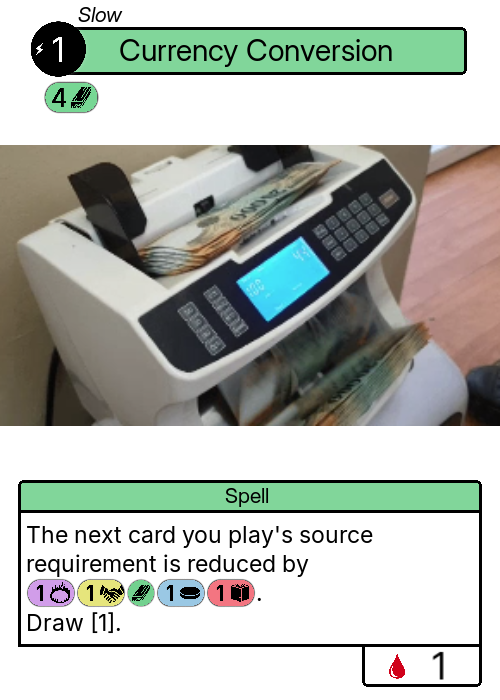 Slow
1
Currency Conversion
4
Spell
The next card you play's source
requirement is reduced by
1 1 1 1 .
Draw [1].
1